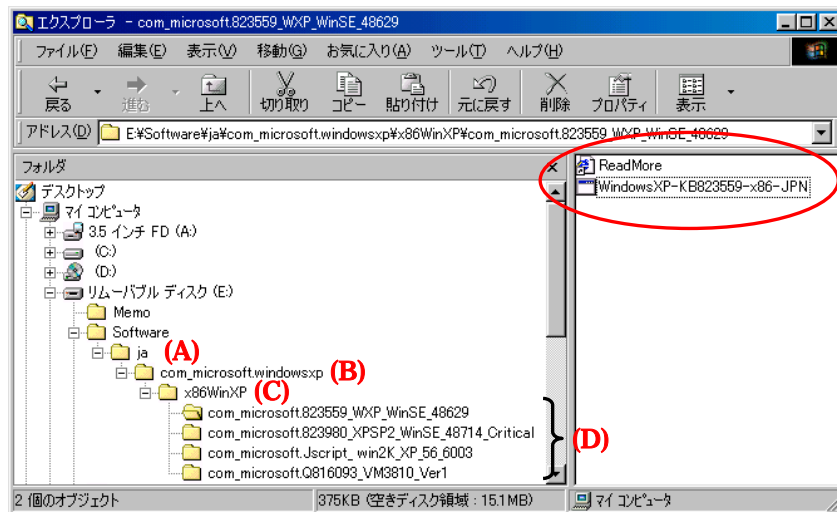 エクスプローラ - com_microsoft.823559_WXP_WinSE_48629
ファイル(F) 編集(E) 表示(V) 移動(G) お気に入り(A) ツール(T) ヘルプ(H)
戻る 進む 上へ 切り取り コピー 貼り付け 元に戻す 削除 プロパティ 表示
アドレス(D) E:¥Software¥ja¥com_microsoft.windowsxp¥x86WinXP¥com_microsoft.823559_WXP_WinSE_48629
フォルダ
デスクトップ
マイ コンピュータ
3.5 インチ FD (A:)
(C:)
(D:)
リムーバブル ディスク (E:)
Memo
Software
ja (A)
com_microsoft.windowsxp (B)
x86WinXP (C)
com_microsoft.823559_WXP_WinSE_48629
com_microsoft.823980_XPSP2_WinSE_48714_Critical
com_microsoft.Jscript_ win2K_XP_56_6003
com_microsoft.Q816093_VM3810_Ver1
(D)
ReadMore
WindowsXP-KB823559-x86-JPN
2 個のオブジェクト 375KB (空きディスク領域 : 15.1MB) マイ コンピュータ